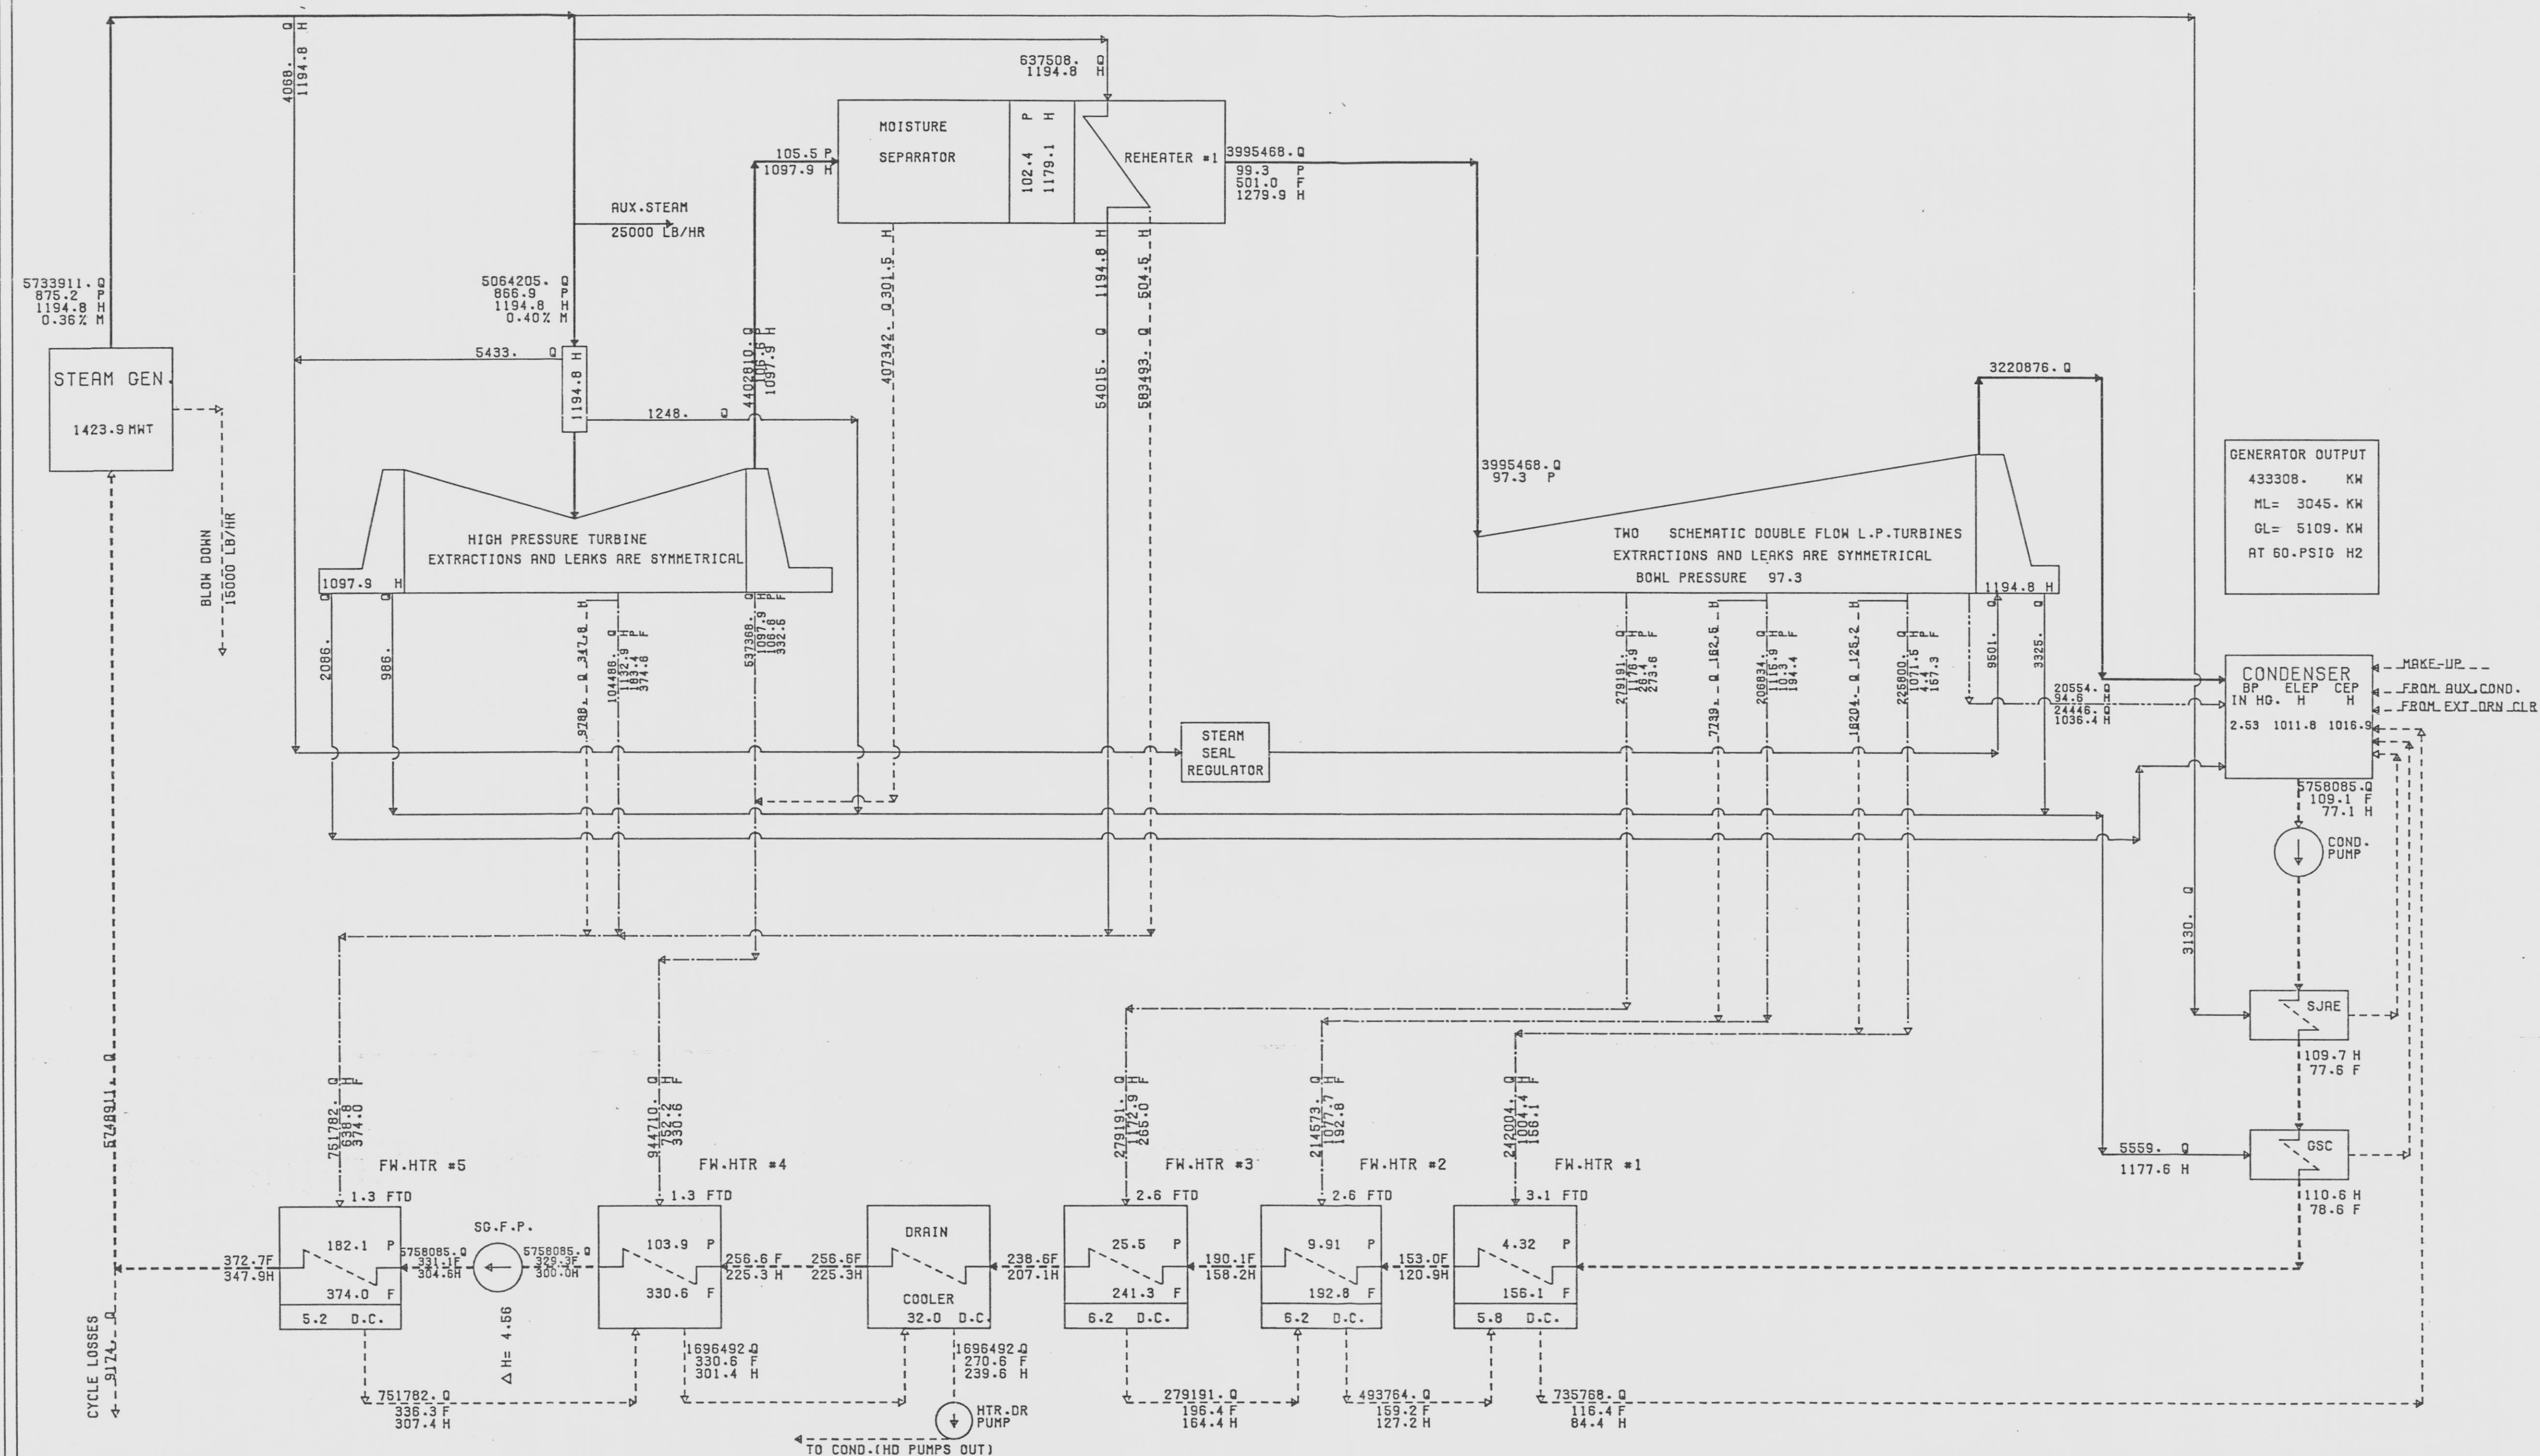 4068. Q
1194.8 H
637508. Q
1194.8 H
MOISTURE
SEPARATOR
102.4 P
1179.1 H
REHEATER #1
105.5 P
1097.9 H
3995468.Q
99.3 P
501.0 F
1279.9 H
AUX.STEAM
25000 LB/HR
5733911. Q
875.2 P
1194.8 H
0.36% M
5064205. Q
866.9 P
1194.8 H
0.40% M
STEAM GEN.
1423.9 MWT
5433. Q
1194.8 H
1248. Q
4402810. Q
106.6 P
1097.9 H
407342. Q 301.5 H
54015. Q 1194.8 H
583493. Q 504.5 H
BLOW DOWN
15000 LB/HR
HIGH PRESSURE TURBINE
EXTRACTIONS AND LEAKS ARE SYMMETRICAL
1097.9 H
2086. Q
986. Q
9788. Q 347.8 H
104486. Q
1132.9 H
183.4 P
374.6 F
537368. Q
1097.9 H
106.6 P
332.6 F
3995468.Q
97.3 P
TWO SCHEMATIC DOUBLE FLOW L.P.TURBINES
EXTRACTIONS AND LEAKS ARE SYMMETRICAL
BOWL PRESSURE 97.3
1194.8 H
3220876. Q
279191. Q
1178.9 H
26.4 P
273.6 F
7739. Q 162.5 H
206834. Q
1115.9 H
10.3 P
194.4 F
16204. Q 125.2 H
225800. Q
1071.5 H
4.4 P
157.3 F
9501. Q
3325. Q
GENERATOR OUTPUT
433308. KW
ML= 3045. KW
GL= 5109. KW
AT 60.PSIG H2
20554. Q
94.6 H
24446. Q
1036.4 H
CONDENSER
BP ELEP CEP
IN HG. H H
2.53 1011.8 1016.9
MAKE-UP
FROM AUX.COND.
FROM EXT DRN CLR
STEAM
SEAL
REGULATOR
5758085.Q
109.1 F
77.1 H
COND.
PUMP
3130. Q
SJAE
109.7 H
77.6 F
5559. Q
1177.6 H
GSC
110.6 H
78.6 F
5748911. Q
751782. Q
638.8 H
374.0 F
944710. Q
752.2 H
330.6 F
279191. Q
1172.9 H
265.0 F
214573. Q
1077.7 H
192.8 F
242004. Q
1004.4 H
156.1 F
FW.HTR #5
FW.HTR #4
FW.HTR #3
FW.HTR #2
FW.HTR #1
1.3 FTD
1.3 FTD
2.6 FTD
2.6 FTD
3.1 FTD
372.7F
347.9H
182.1 P
374.0 F
5.2 D.C.
5758085.Q
331.1F
304.6H
SG.F.P.
5758085.Q
329.3F
300.0H
△H= 4.56
103.9 P
330.6 F
256.6 F
225.3 H
256.6F
225.3H
DRAIN
COOLER
32.0 D.C.
238.6F
207.1H
25.5 P
241.3 F
6.2 D.C.
190.1F
158.2H
9.91 P
192.8 F
6.2 D.C.
153.0F
120.9H
4.32 P
156.1 F
5.8 D.C.
CYCLE LOSSES
9174. Q
751782. Q
336.3 F
307.4 H
1696492.Q
330.6 F
301.4 H
1696492.Q
270.6 F
239.6 H
HTR.DR
PUMP
TO COND.(HD PUMPS OUT)
279191. Q
196.4 F
164.4 H
493764. Q
159.2 F
127.2 H
735768. Q
116.4 F
84.4 H